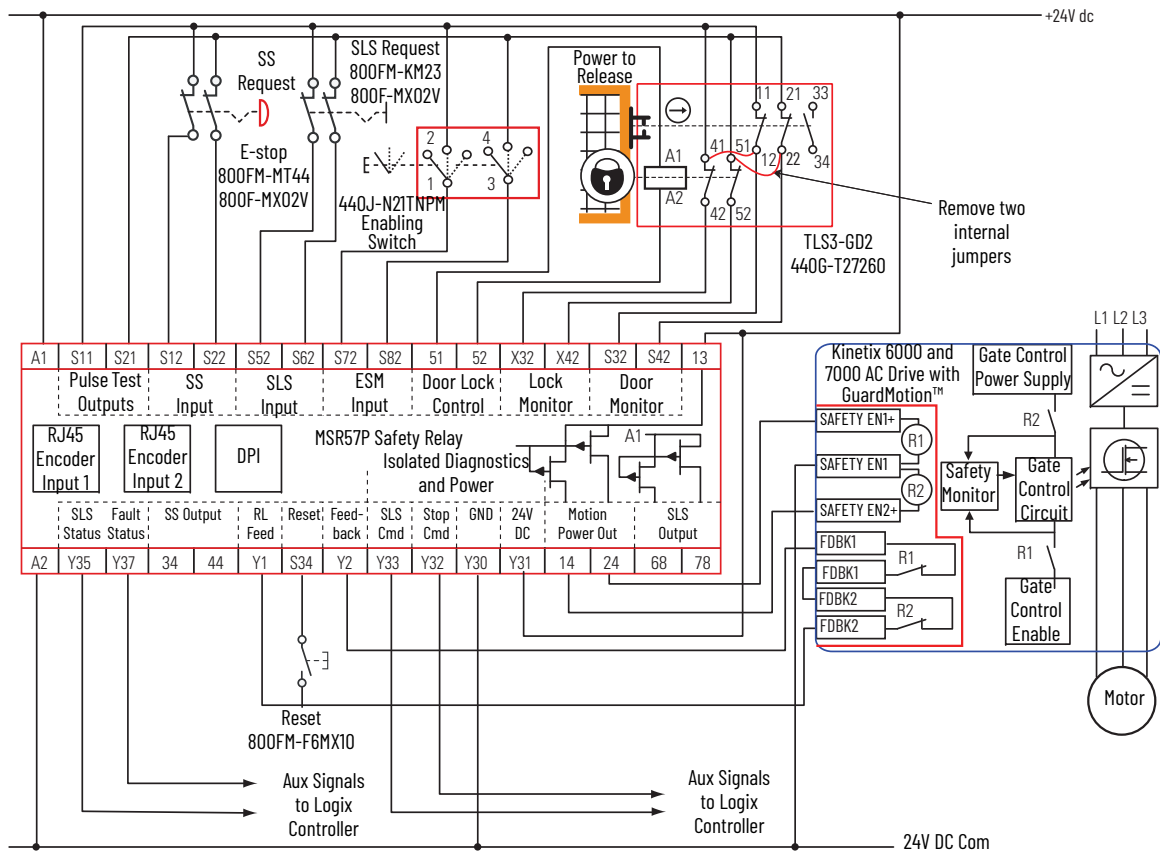 +24V dc
SS
Request
SLS Request
800FM-KM23
800F-MX02V
Power to
Release
E-stop
800FM-MT44
800F-MX02V
2
4
1
3
440J-N21TNPM
Enabling
Switch
11
21
33
41
51
12
22
34
A1
A2
42
52
TLS3-GD2
440G-T27260
Remove two
internal
jumpers
A1
S11
S21
S12
S22
S52
S62
S72
S82
51
52
X32
X42
S32
S42
13
Pulse Test
Outputs
SS
Input
SLS
Input
ESM
Input
Door Lock
Control
Lock
Monitor
Door
Monitor
RJ45
Encoder
Input 1
RJ45
Encoder
Input 2
DPI
MSR57P Safety Relay
Isolated Diagnostics
and Power
A1
SLS
Status
Fault
Status
SS Output
RL
Feed
Reset
Feed-
back
SLS
Cmd
Stop
Cmd
GND
24V
DC
Motion
Power Out
SLS
Output
A2
Y35
Y37
34
44
Y1
S34
Y2
Y33
Y32
Y30
Y31
14
24
68
78
Kinetix 6000 and
7000 AC Drive with
GuardMotion™
SAFETY EN1+
R1
SAFETY EN1
R2
SAFETY EN2+
FDBK1
R1
FDBK1
FDBK2
R2
FDBK2
Gate Control
Power Supply
R2
Safety
Monitor
Gate
Control
Circuit
R1
Gate
Control
Enable
L1 L2 L3
Motor
Reset
800FM-F6MX10
Aux Signals
to Logix
Controller
Aux Signals
to Logix
Controller
24V DC Com